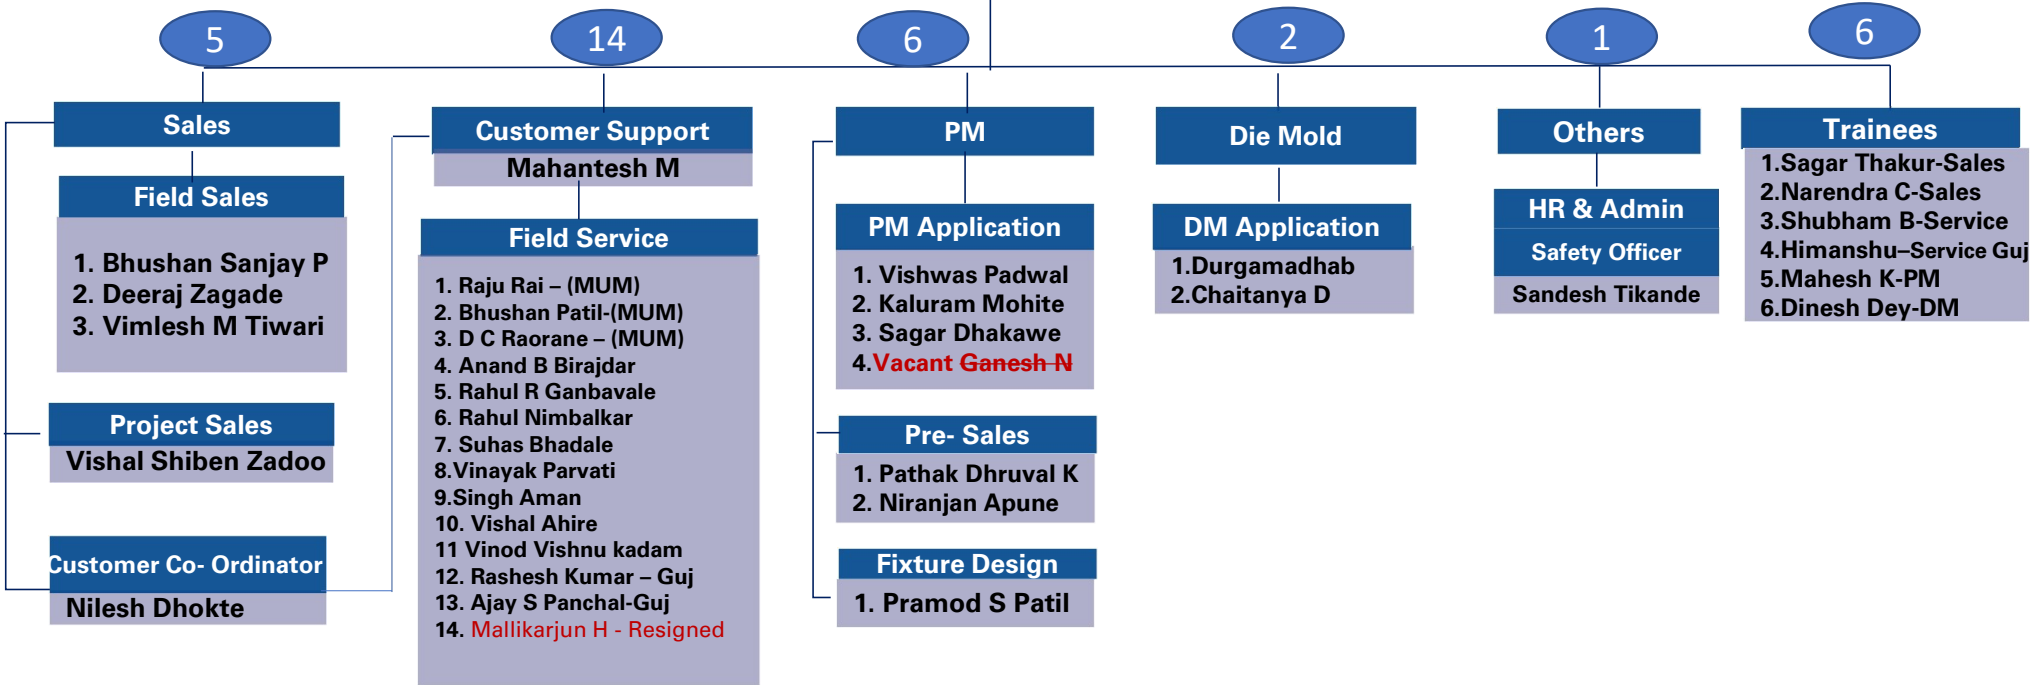 5
14
6
2
1
6
Sales
Field Sales
1. Bhushan Sanjay P
2. Deeraj Zagade
3. Vimlesh M Tiwari
Project Sales
Vishal Shiben Zadoo
Customer Co- Ordinator
Nilesh Dhokte
Customer Support
Mahantesh M
Field Service
1. Raju Rai – (MUM)
2. Bhushan Patil-(MUM)
3. D C Raorane – (MUM)
4. Anand B Birajdar
5. Rahul R Ganbavale
6. Rahul Nimbalkar
7. Suhas Bhadale
8.Vinayak Parvati
9.Singh Aman
10. Vishal Ahire
11 Vinod Vishnu kadam
12. Rashesh Kumar – Guj
13. Ajay S Panchal-Guj
14. Mallikarjun H - Resigned
PM
PM Application
1. Vishwas Padwal
2. Kaluram Mohite
3. Sagar Dhakawe
4.Vacant Ganesh N
Pre- Sales
1. Pathak Dhruval K
2. Niranjan Apune
Fixture Design
1. Pramod S Patil
Die Mold
DM Application
1.Durgamadhab
2.Chaitanya D
Others
HR & Admin
Safety Officer
Sandesh Tikande
Trainees
1.Sagar Thakur-Sales
2.Narendra C-Sales
3.Shubham B-Service
4.Himanshu–Service Guj
5.Mahesh K-PM
6.Dinesh Dey-DM